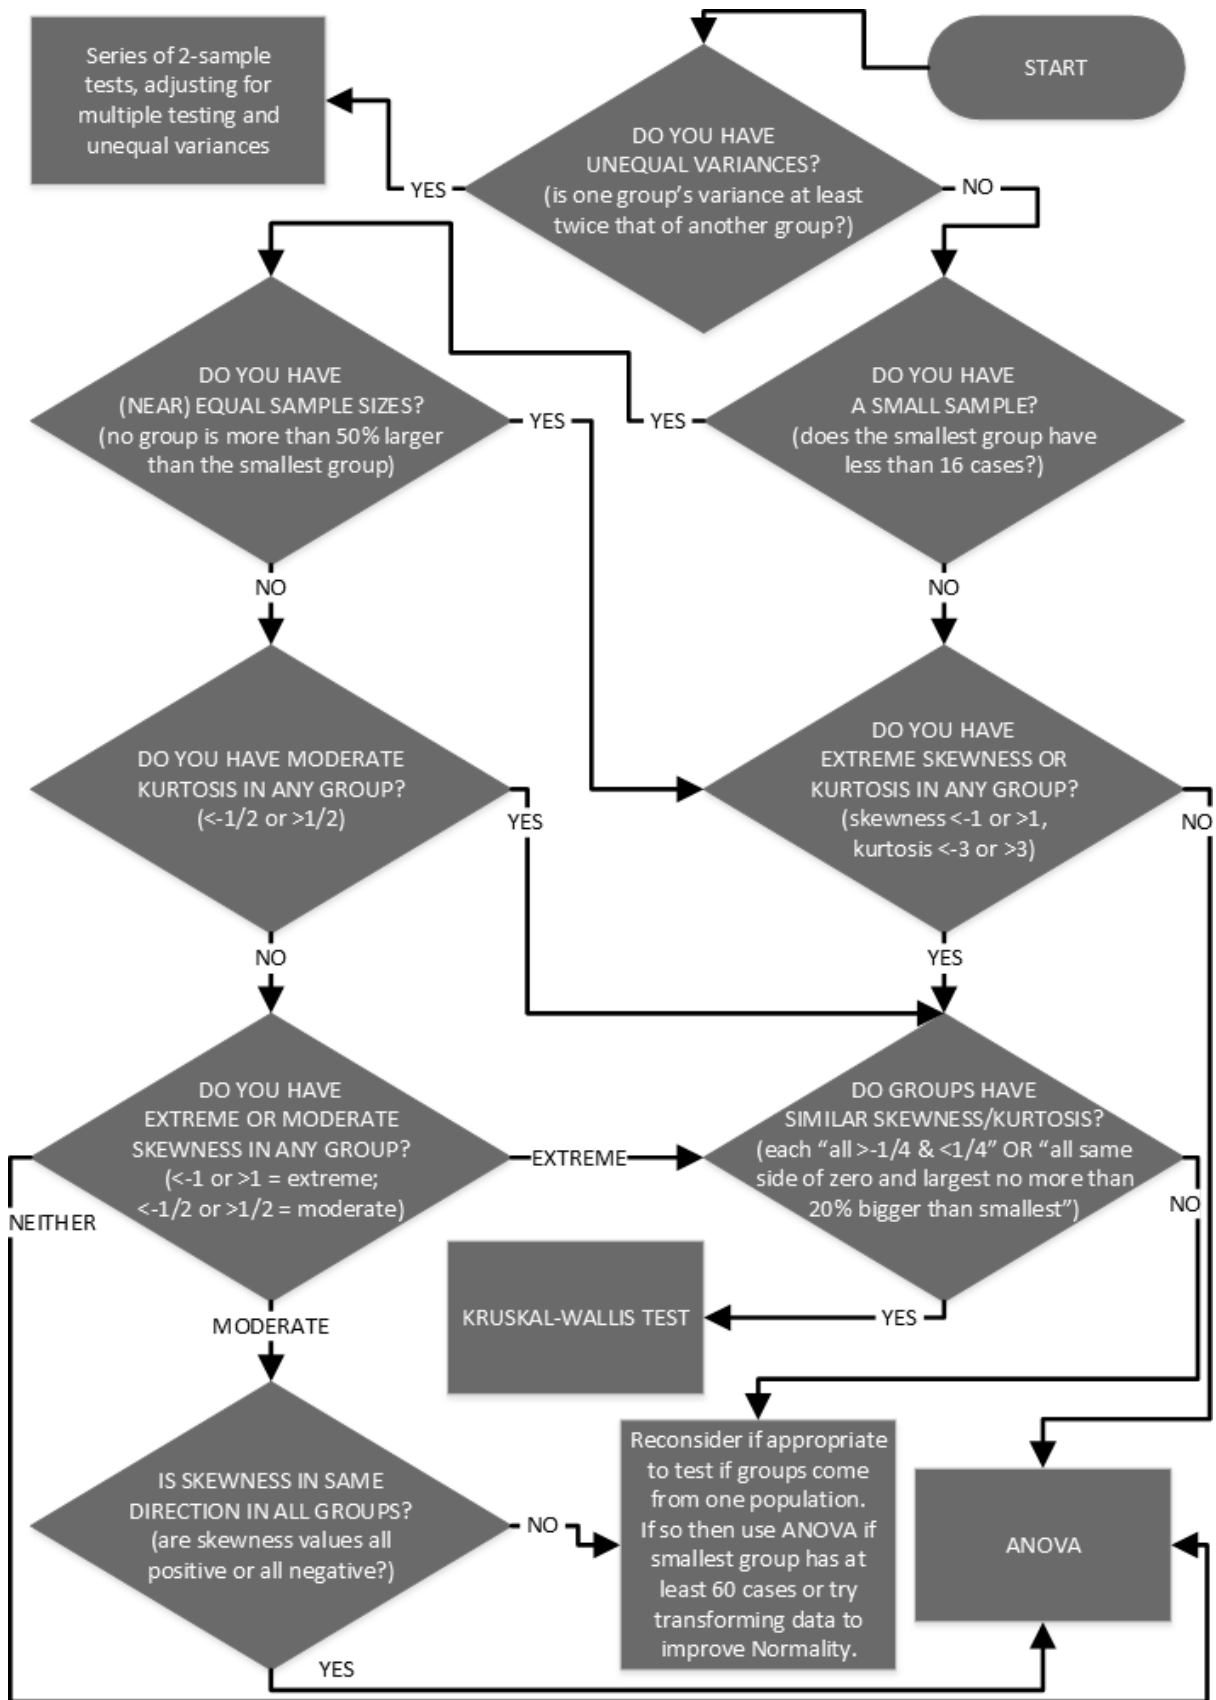 START
DO YOU HAVE
UNEQUAL VARIANCES?
(is one group's variance at least
twice that of another group?)
YES
NO
Series of 2-sample
tests, adjusting for
multiple testing and
unequal variances
DO YOU HAVE
(NEAR) EQUAL SAMPLE SIZES?
(no group is more than 50% larger
than the smallest group)
YES
NO
DO YOU HAVE
A SMALL SAMPLE?
(does the smallest group have
less than 16 cases?)
YES
NO
DO YOU HAVE MODERATE
KURTOSIS IN ANY GROUP?
(<-1/2 or >1/2)
YES
NO
DO YOU HAVE
EXTREME SKEWNESS OR
KURTOSIS IN ANY GROUP?
(skewness <-1 or >1,
kurtosis <-3 or >3)
NO
YES
DO YOU HAVE
EXTREME OR MODERATE
SKEWNESS IN ANY GROUP?
(<-1 or >1 = extreme;
<-1/2 or >1/2 = moderate)
EXTREME
NEITHER
MODERATE
DO GROUPS HAVE
SIMILAR SKEWNESS/KURTOSIS?
(each "all >-1/4 & <1/4" OR "all same
side of zero and largest no more than
20% bigger than smallest")
NO
YES
KRUSKAL-WALLIS TEST
IS SKEWNESS IN SAME
DIRECTION IN ALL GROUPS?
(are skewness values all
positive or all negative?)
NO
YES
Reconsider if appropriate
to test if groups come
from one population.
If so then use ANOVA if
smallest group has at
least 60 cases or try
transforming data to
improve Normality.
ANOVA